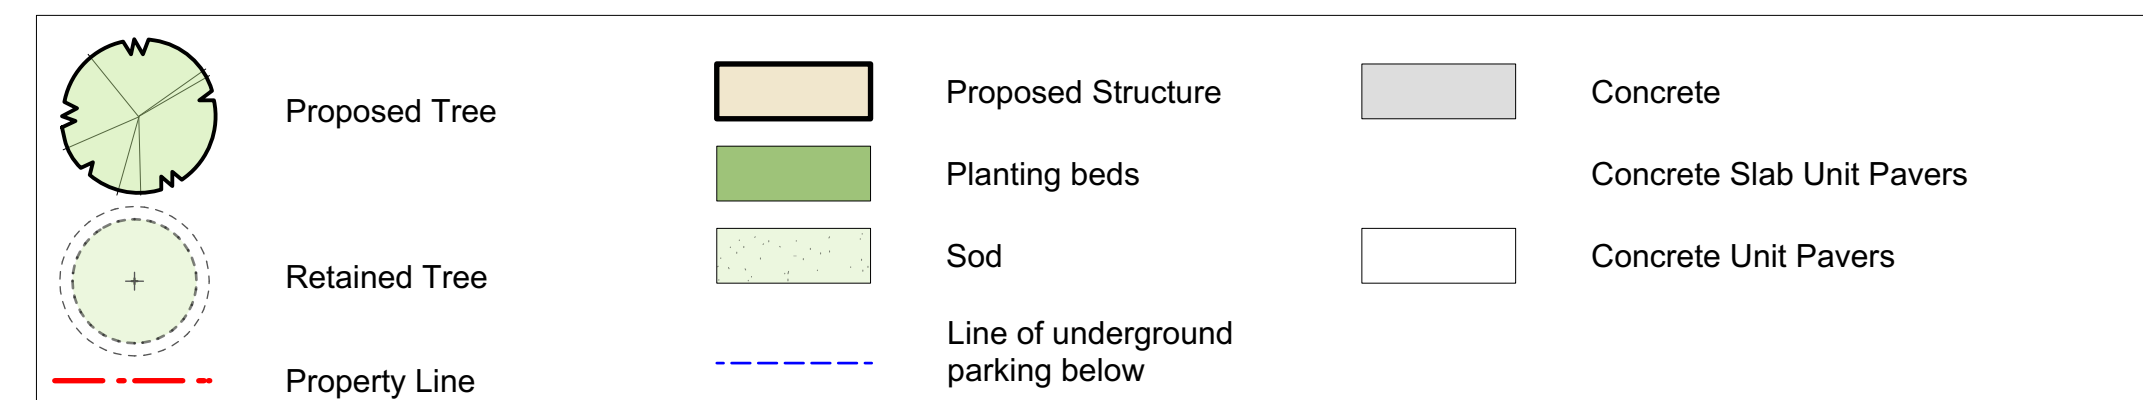 Proposed Tree
Retained Tree
Property Line
Proposed Structure
Planting beds
Sod
Line of underground
parking below
Concrete
Concrete Slab Unit Pavers
Concrete Unit Pavers